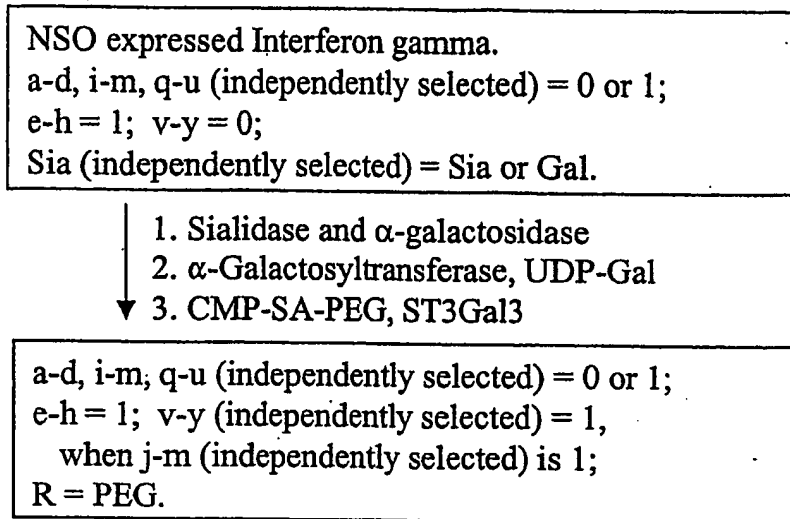 NSO expressed Interferon gamma.
a-d, i-m, q-u (independently selected) = 0 or 1;
e-h = 1; v-y = 0;
Sia (independently selected) = Sia or Gal.
1. Sialidase and α-galactosidase
2. α-Galactosyltransferase, UDP-Gal
3. CMP-SA-PEG, ST3Gal3
a-d, i-m, q-u (independently selected) = 0 or 1;
e-h = 1; v-y (independently selected) = 1,
when j-m (independently selected) is 1;
R = PEG.